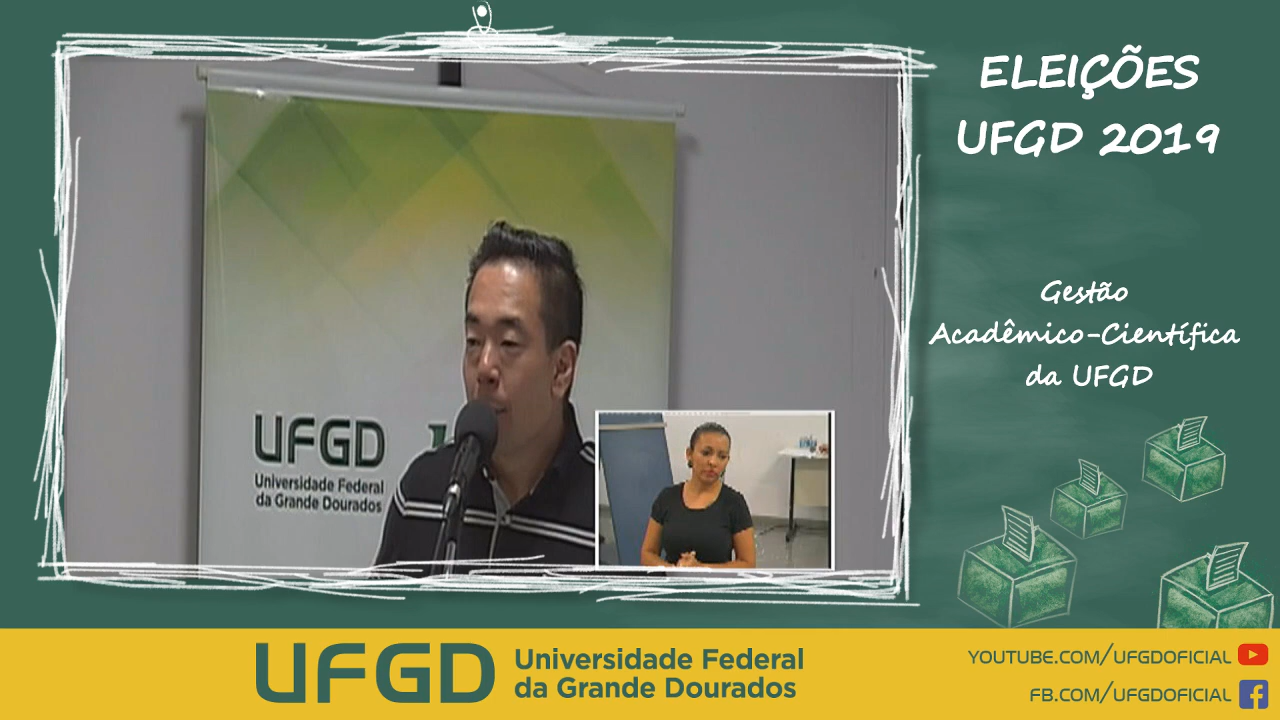 ELEIÇÕES
UFGD 2019
Gestão
Acadêmico-Científica
da UFGD
UFGD
Universidade Federal
da Grande Dourados
UFGD
Universidade Federal
da Grande Dourados
YOUTUBE.COM/UFGDOFICIAL
FB.COM/UFGDOFICIAL